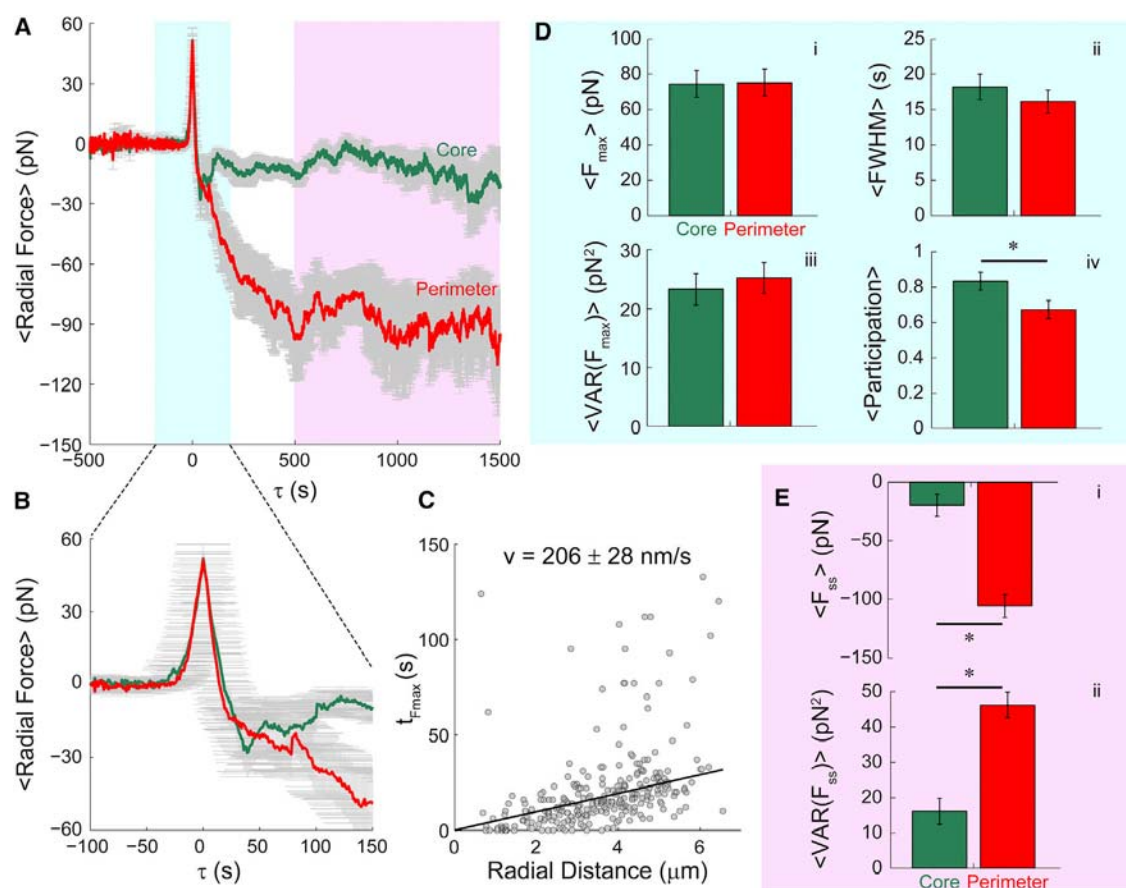 A
<Radial Force> (pN)
60
30
0
−30
−60
−90
−120
−150
−500
0
500
1000
1500
τ (s)
Core
Perimeter
B
<Radial Force> (pN)
60
30
0
−30
−60
−100
−50
0
50
100
150
τ (s)
C
v = 206 ± 28 nm/s
t_Fmax (s)
150
100
50
0
0
2
4
6
Radial Distance (μm)
D
i
<F_max> (pN)
100
80
60
40
20
0
Core Perimeter
ii
<FWHM> (s)
25
20
15
10
5
0
iii
<VAR(F_max)> (pN²)
30
20
10
0
iv
<Participation>
1
0.8
0.6
0.4
0.2
0
*
E
i
<F_ss> (pN)
0
−50
−100
−150
*
ii
<VAR(F_ss)> (pN²)
50
40
30
20
10
0
*
Core Perimeter